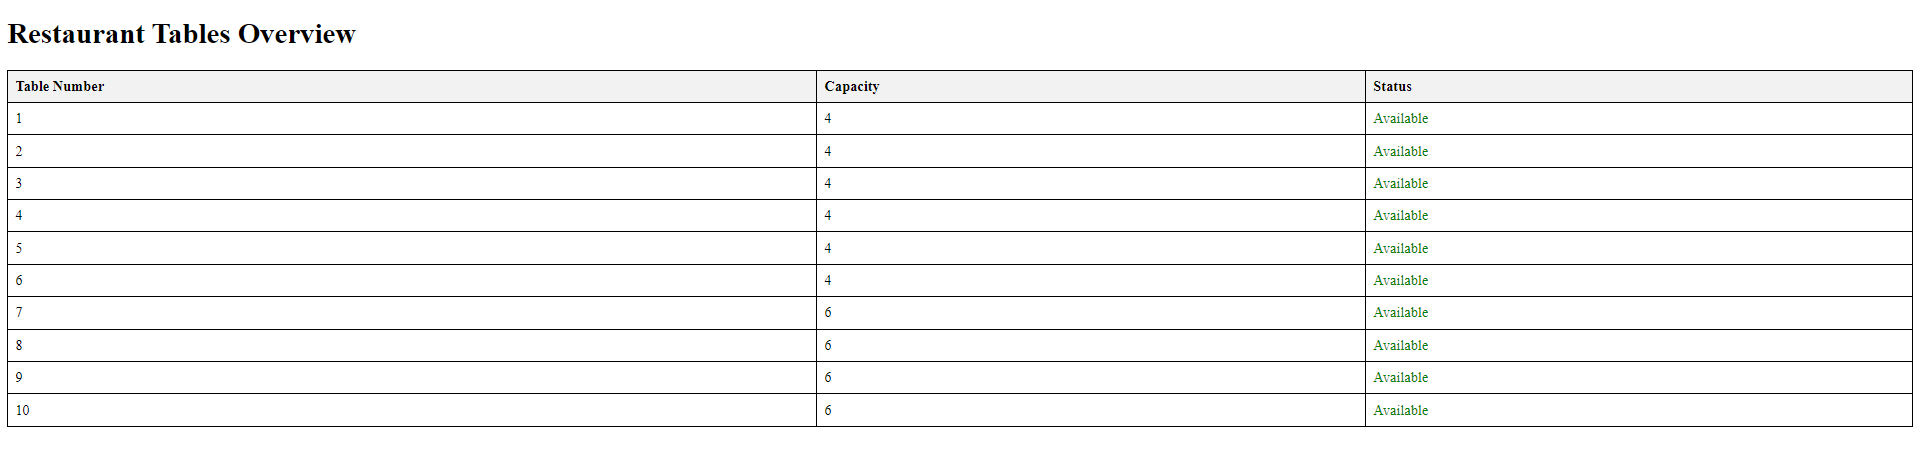 Restaurant Tables Overview
Table Number Capacity Status
1 4 Available
2 4 Available
3 4 Available
4 4 Available
5 4 Available
6 4 Available
7 6 Available
8 6 Available
9 6 Available
10 6 Available